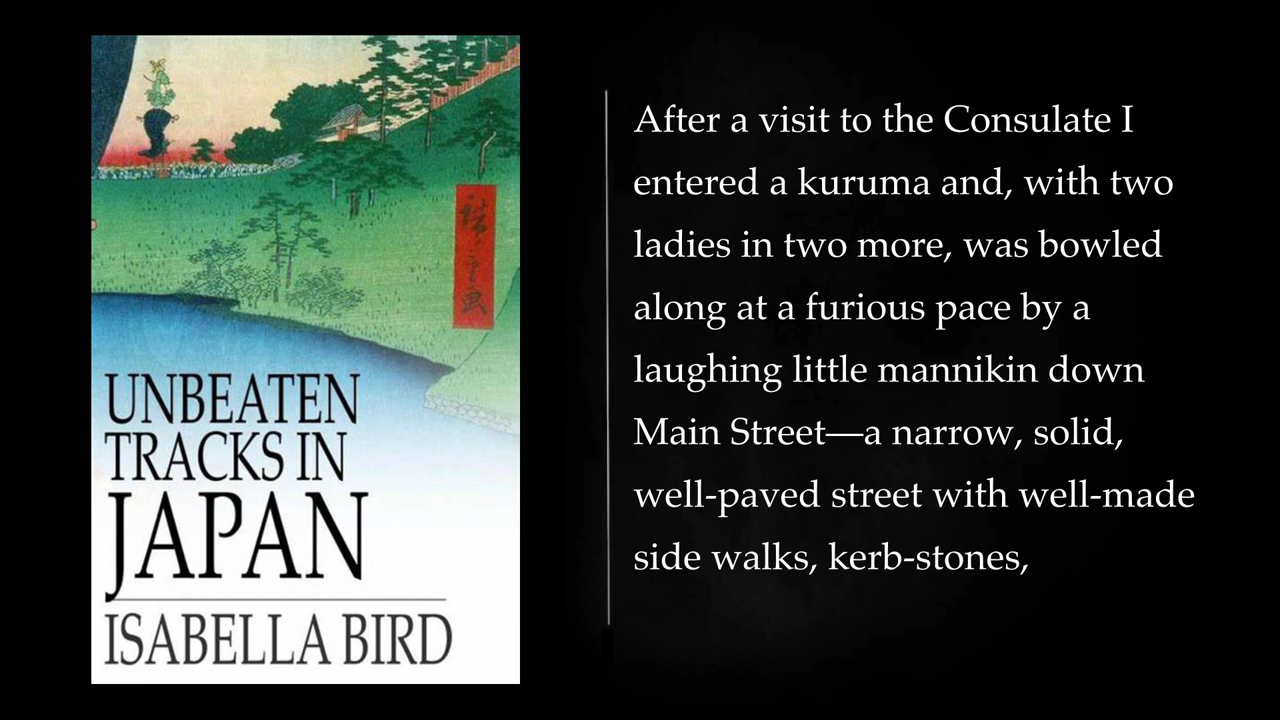 UNBEATEN
TRACKS IN
JAPAN
ISABELLA BIRD
After a visit to the Consulate I
entered a kuruma and, with two
ladies in two more, was bowled
along at a furious pace by a
laughing little mannikin down
Main Street—a narrow, solid,
well-paved street with well-made
side walks, kerb-stones,